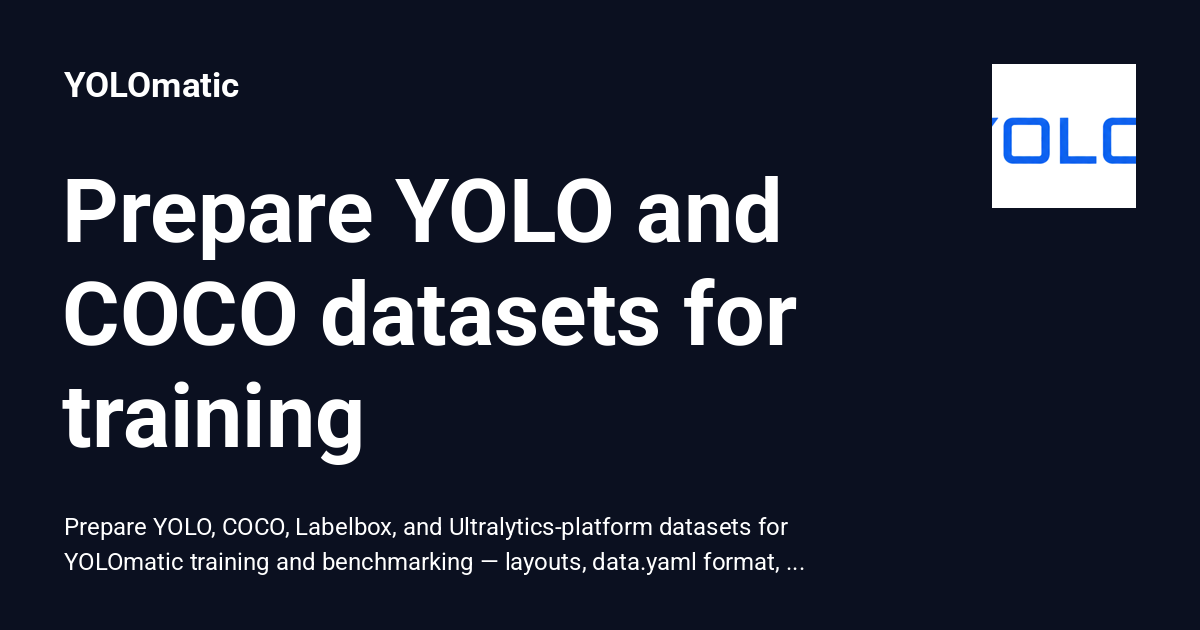 YOLOmatic
YOLO
Prepare YOLO and
COCO datasets for
training
Prepare YOLO, COCO, Labelbox, and Ultralytics-platform datasets for
YOLOmatic training and benchmarking — layouts, data.yaml format, ...